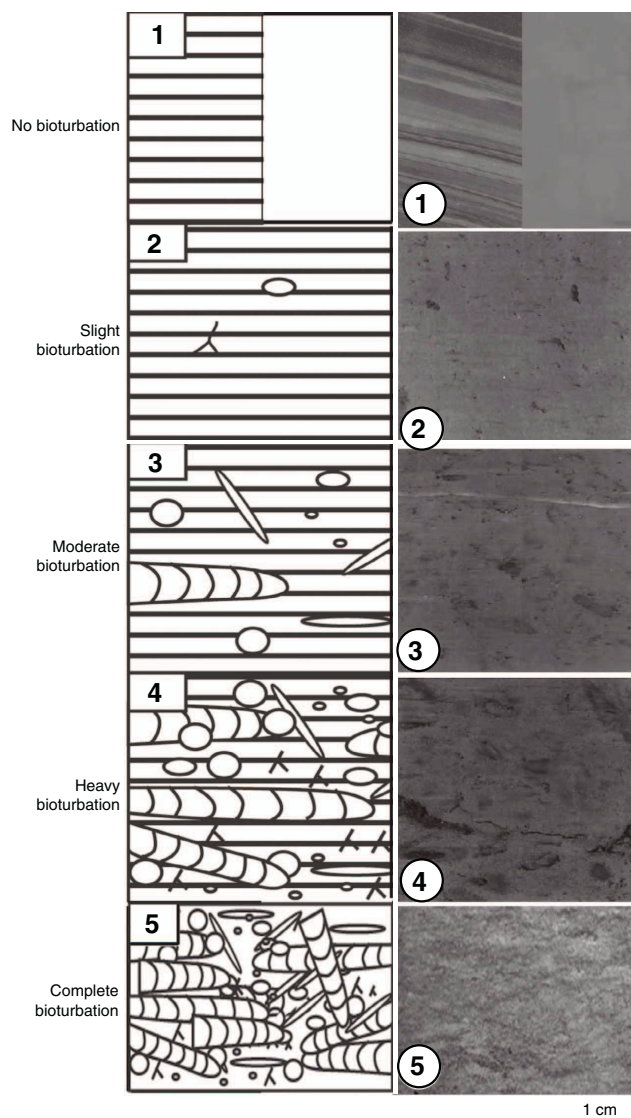 1
No bioturbation
1
2
Slight
bioturbation
2
3
Moderate
bioturbation
3
4
Heavy
bioturbation
4
5
Complete
bioturbation
5
1 cm